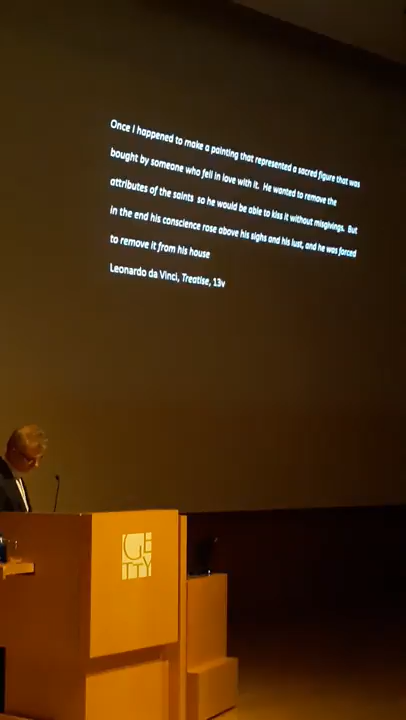 Once I happened to make a painting that represented a sacred figure that was
bought by someone who fell in love with it. He wanted to remove the
attributes of the saints so he would be able to kiss it without misgivings. But
in the end his conscience rose above his sighs and his lust, and he was forced
to remove it from his house
Leonardo da Vinci, Treatise, 13v
GE
TTY